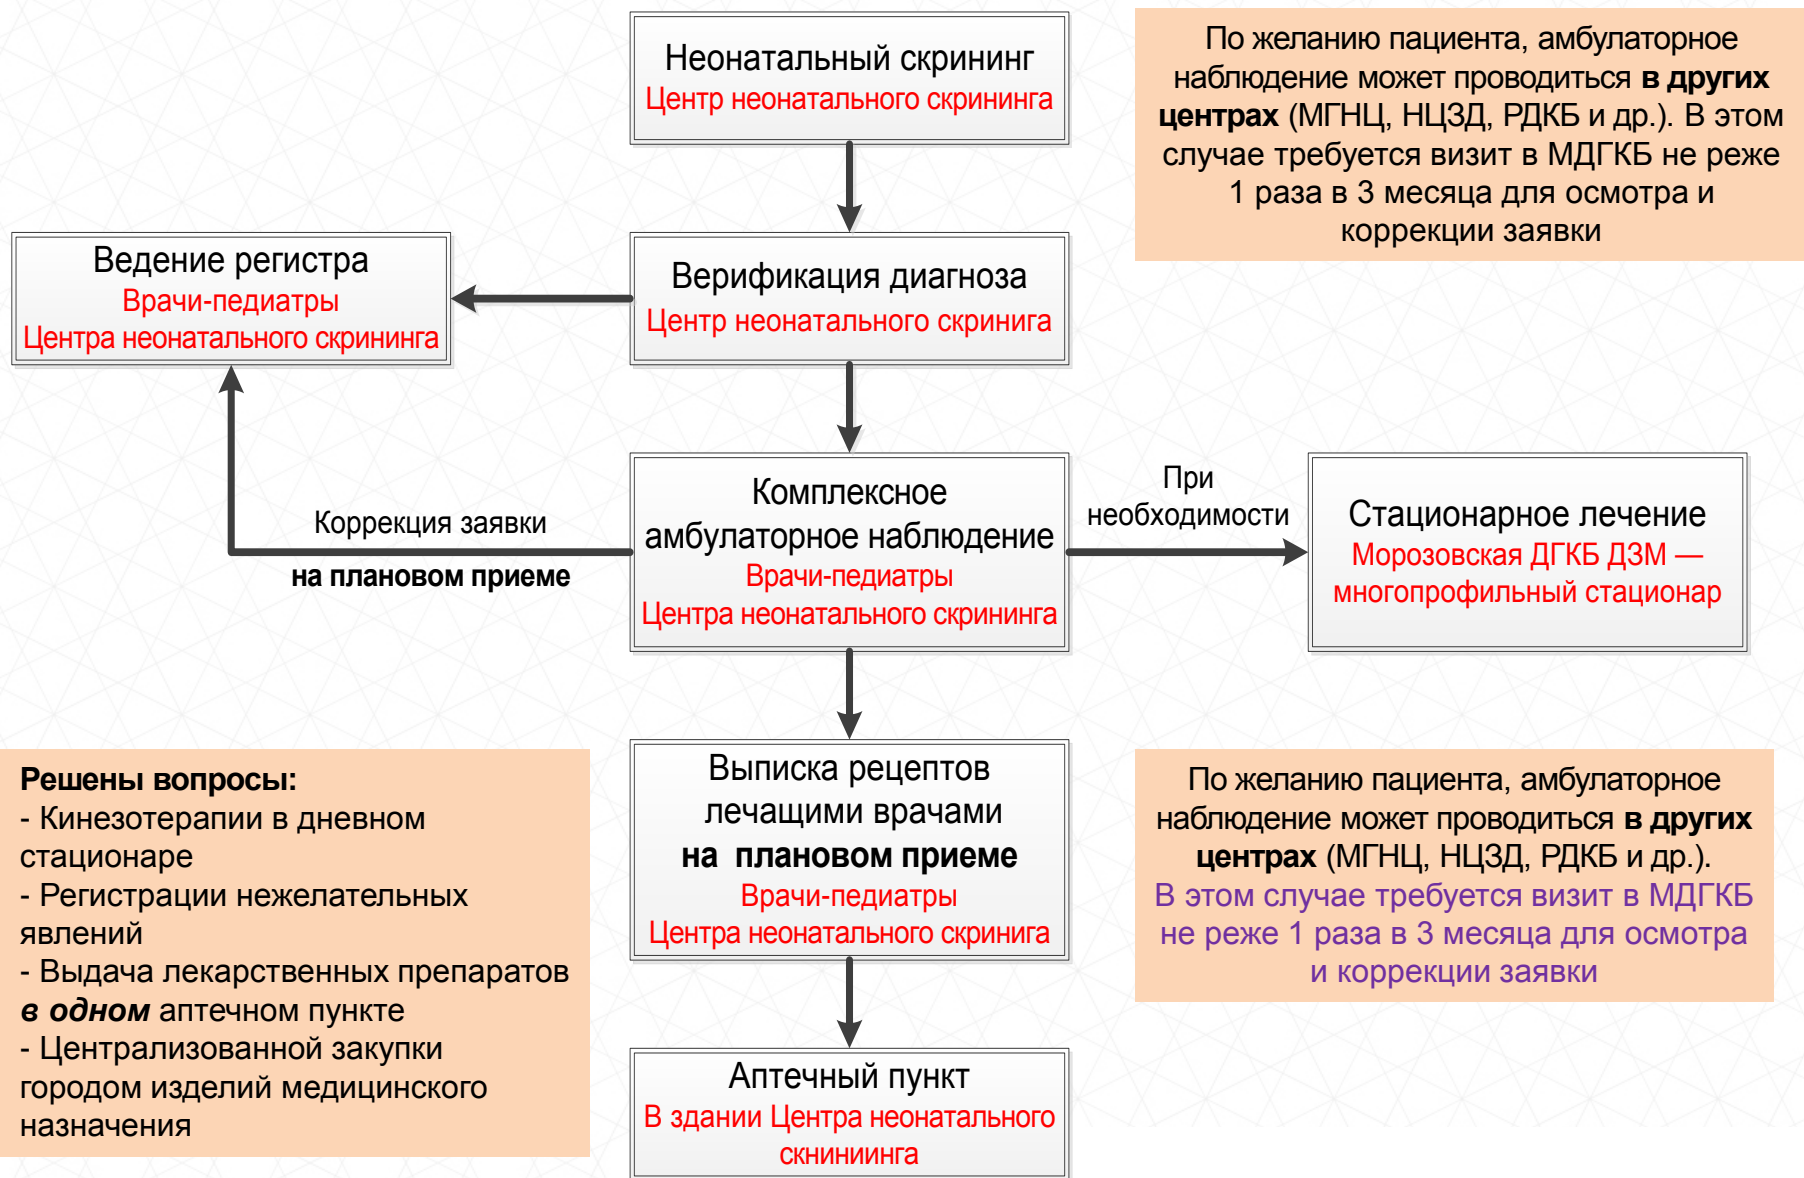 Неонатальный скрининг
Центр неонатального скрининга
По желанию пациента, амбулаторное
наблюдение может проводиться в других
центрах (МГНЦ, НЦЗД, РДКБ и др.). В этом
случае требуется визит в МДГКБ не реже
1 раза в 3 месяца для осмотра и
коррекции заявки
Ведение регистра
Врачи-педиатры
Центра неонатального скрининга
Верификация диагноза
Центр неонатального скринига
Коррекция заявки
на плановом приеме
Комплексное
амбулаторное наблюдение
Врачи-педиатры
Центра неонатального скрининга
При
необходимости
Стационарное лечение
Морозовская ДГКБ ДЗМ —
многопрофильный стационар
Решены вопросы:
- Кинезотерапии в дневном
стационаре
- Регистрации нежелательных
явлений
- Выдача лекарственных препаратов
в одном аптечном пункте
- Централизованной закупки
городом изделий медицинского
назначения
Выписка рецептов
лечащими врачами
на плановом приеме
Врачи-педиатры
Центра неонатального скринига
По желанию пациента, амбулаторное
наблюдение может проводиться в других
центрах (МГНЦ, НЦЗД, РДКБ и др.).
В этом случае требуется визит в МДГКБ
не реже 1 раза в 3 месяца для осмотра
и коррекции заявки
Аптечный пункт
В здании Центра неонатального
скниниинга